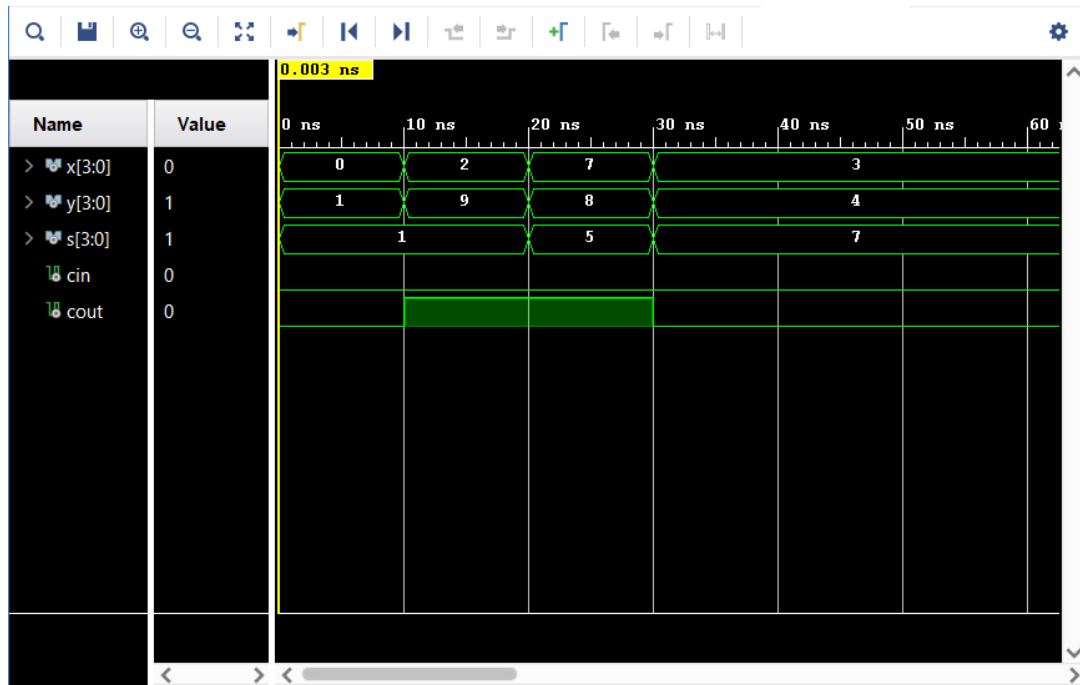 0.003 ns
Name Value 0 ns 10 ns 20 ns 30 ns 40 ns 50 ns 60
x[3:0] 0 0 2 7 3
y[3:0] 1 1 9 8 4
s[3:0] 1 1 5 7
cin 0
cout 0